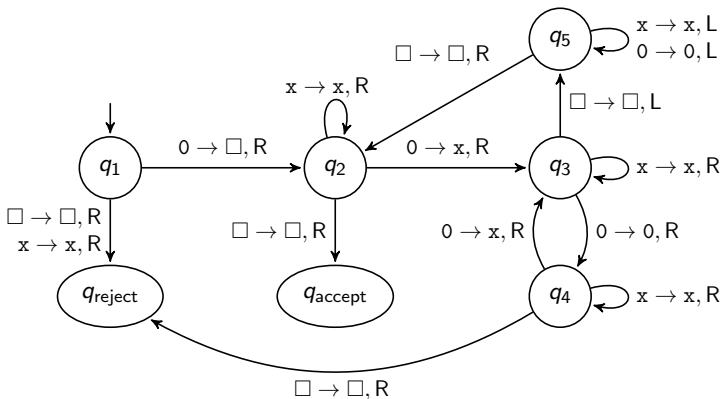 x → x, L
q5
0 → 0, L
□ → □, R
x → x, R
□ → □, L
0 → □, R
0 → x, R
q1
q2
q3
x → x, R
□ → □, R
x → x, R
□ → □, R
0 → x, R
0 → 0, R
qreject
qaccept
q4
x → x, R
□ → □, R